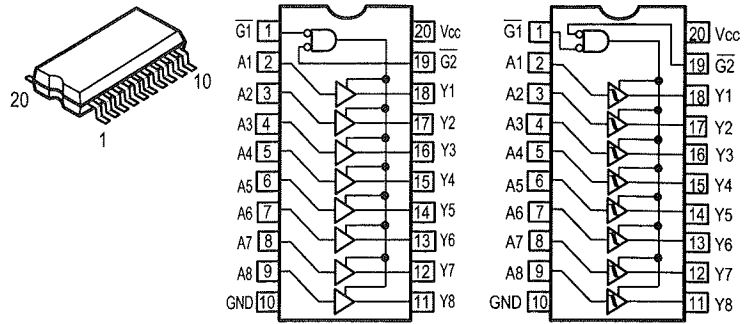 20
1
10
G1 1 20 Vcc
A1 2 19 G2
A2 3 18 Y1
A3 4 17 Y2
A4 5 16 Y3
A5 6 15 Y4
A6 7 14 Y5
A7 8 13 Y6
A8 9 12 Y7
GND 10 11 Y8
G1 1 20 Vcc
A1 2 19 G2
A2 3 18 Y1
A3 4 17 Y2
A4 5 16 Y3
A5 6 15 Y4
A6 7 14 Y5
A7 8 13 Y6
A8 9 12 Y7
GND 10 11 Y8